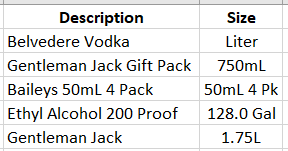 Description Size
Belvedere Vodka Liter
Gentleman Jack Gift Pack 750mL
Baileys 50mL 4 Pack 50mL 4 Pk
Ethyl Alcohol 200 Proof 128.0 Gal
Gentleman Jack 1.75L